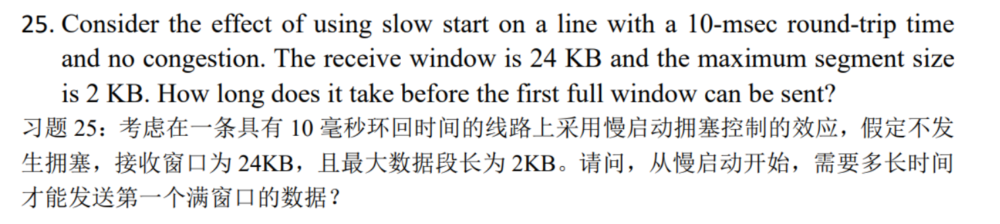 25. Consider the effect of using slow start on a line with a 10-msec round-trip time
and no congestion. The receive window is 24 KB and the maximum segment size
is 2 KB. How long does it take before the first full window can be sent?
习题 25：考虑在一条具有 10 毫秒环回时间的线路上采用慢启动拥塞控制的效应，假定不发
生拥塞，接收窗口为 24KB，且最大数据段长为 2KB。请问，从慢启动开始，需要多长时间
才能发送第一个满窗口的数据？